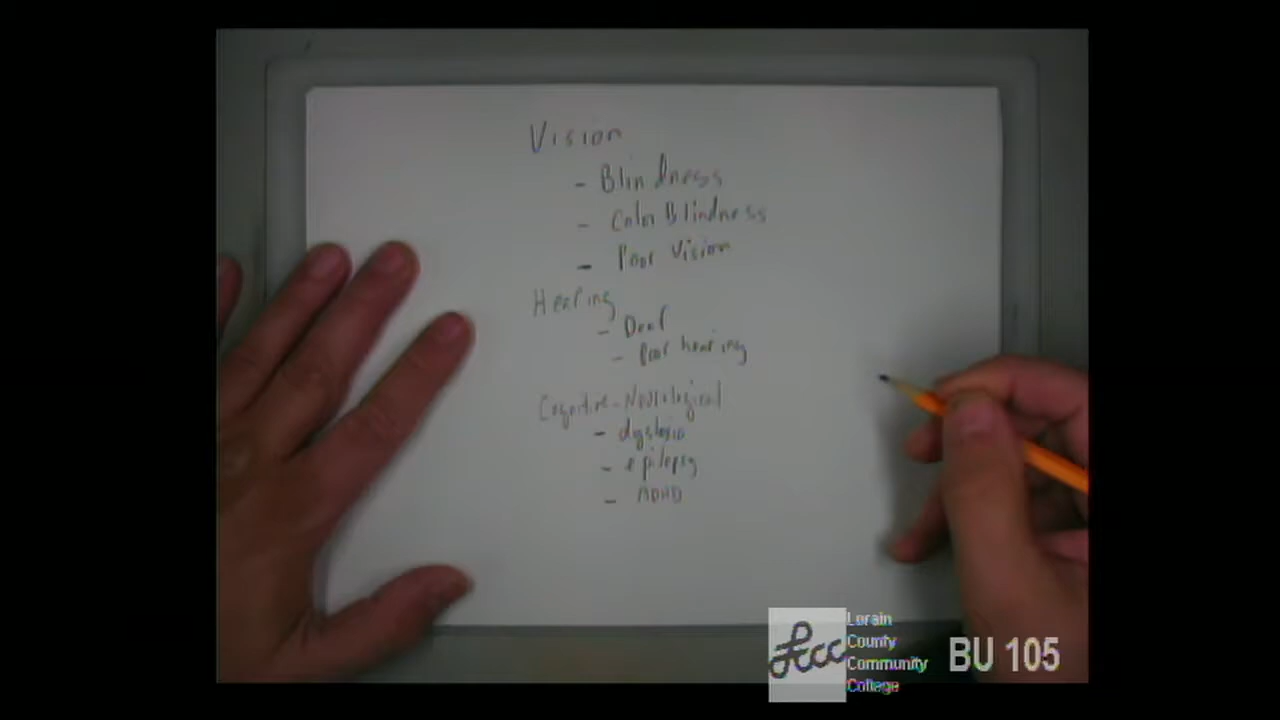 Vision
- Blindness
- Color Blindness
- Poor Vision
Hearing
- Deaf
- Poor hearing
Cognitive - Neurological
- dyslexia
- epilepsy
- ADHD
Lorain
County
Community
College
BU 105
lccc